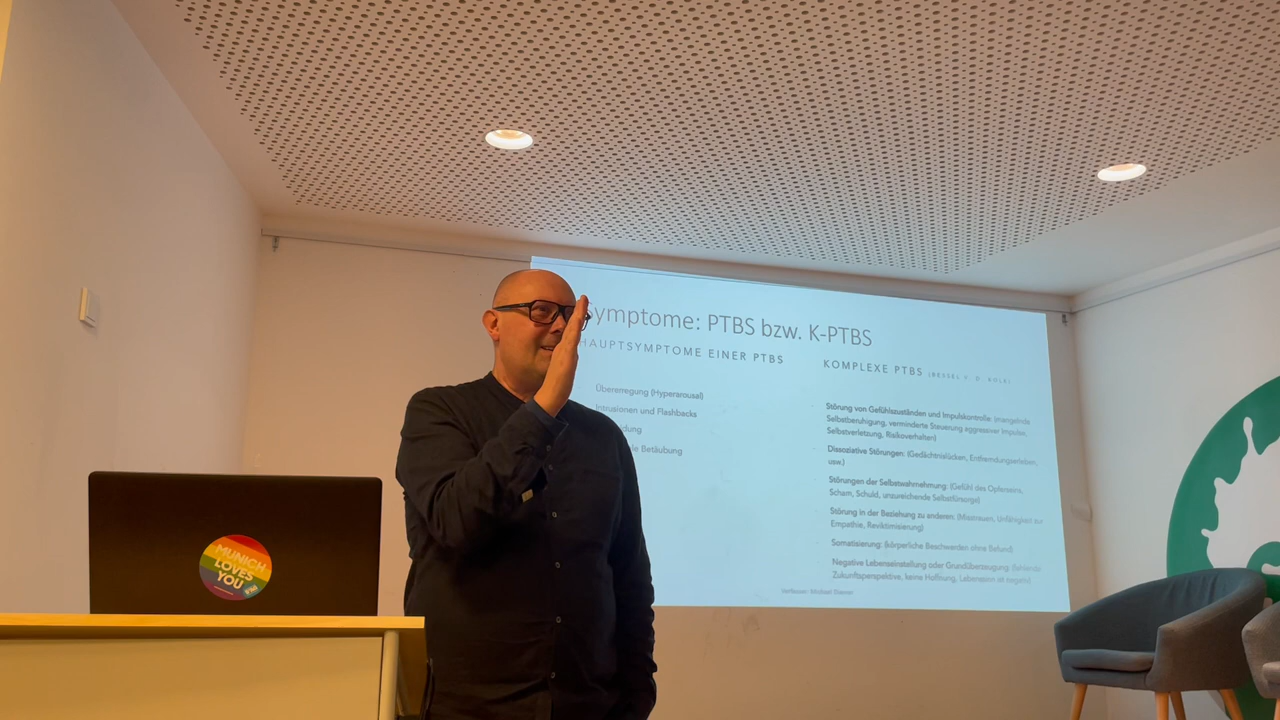 Symptome: PTBS bzw. K-PTBS
HAUPTSYMPTOME EINER PTBS
Übererregung (Hyperarousal)
Intrusionen und Flashbacks
Betäubung
KOMPLEXE PTBS (BESSEL V. D. KOLK)
Störung von Gefühlszuständen und Impulskontrolle: (mangelnde
Selbstberuhigung, verminderte Steuerung aggressiver Impulse,
Selbstverletzung, Risikoverhalten)
Dissoziative Störungen: (Gedächtnislücken, Entfremdungserleben,
usw.)
Störungen der Selbstwahrnehmung: (Gefühl des Opferseins,
Scham, Schuld, unzureichende Selbstfürsorge)
Störung in der Beziehung zu anderen: (Misstrauen, Unfähigkeit zur
Empathie, Reviktimisierung)
Somatisierung: (körperliche Beschwerden ohne Befund)
Negative Lebenseinstellung oder Grundüberzeugung: (fehlende
Zukunftsperspektive, keine Hoffnung, Lebenssinn ist negativ)
Verfasser: Michael
MUNICH
LOVES
YOU